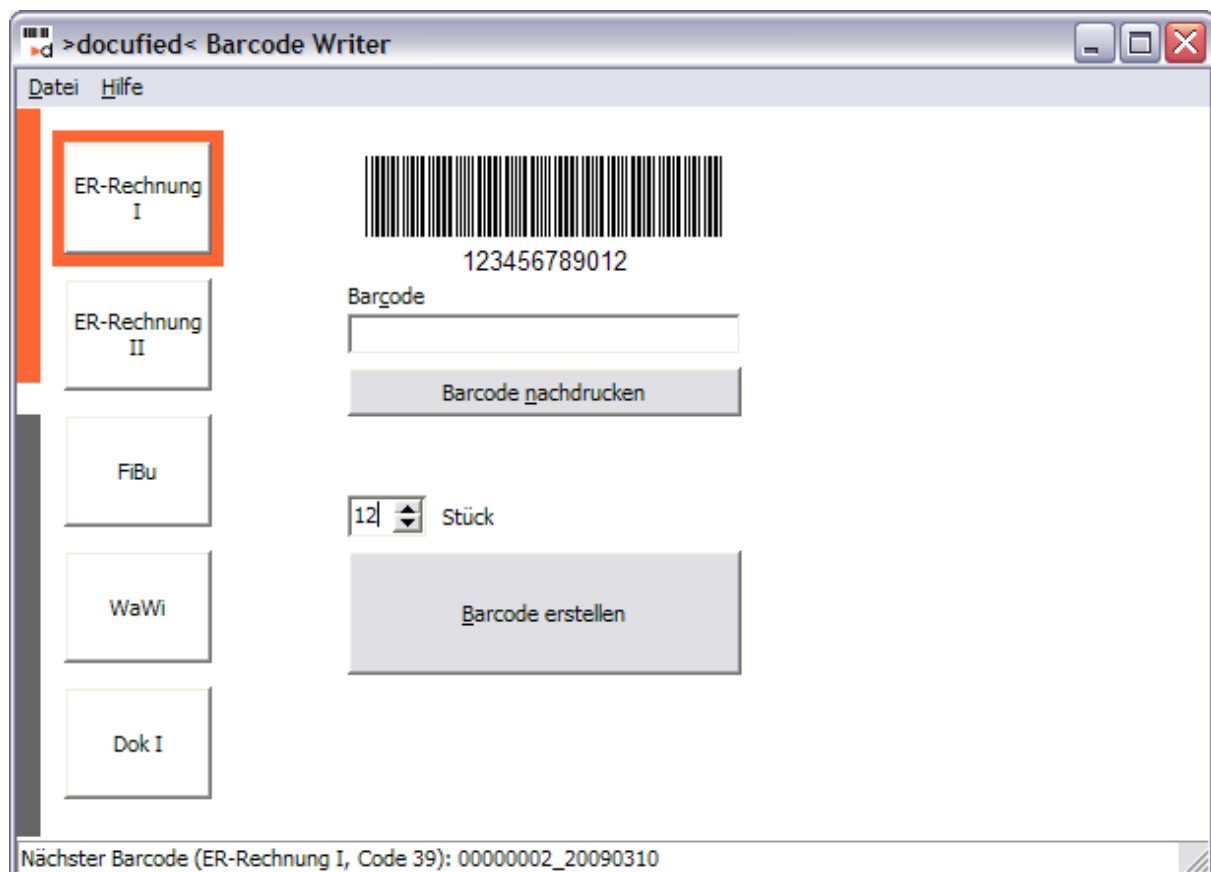 >docufied< Barcode Writer
Datei Hilfe
ER-Rechnung
I
ER-Rechnung
II
FiBu
WaWi
Dok I
123456789012
Barcode
Barcode nachdrucken
12 Stück
Barcode erstellen
Nächster Barcode (ER-Rechnung I, Code 39): 00000002_20090310